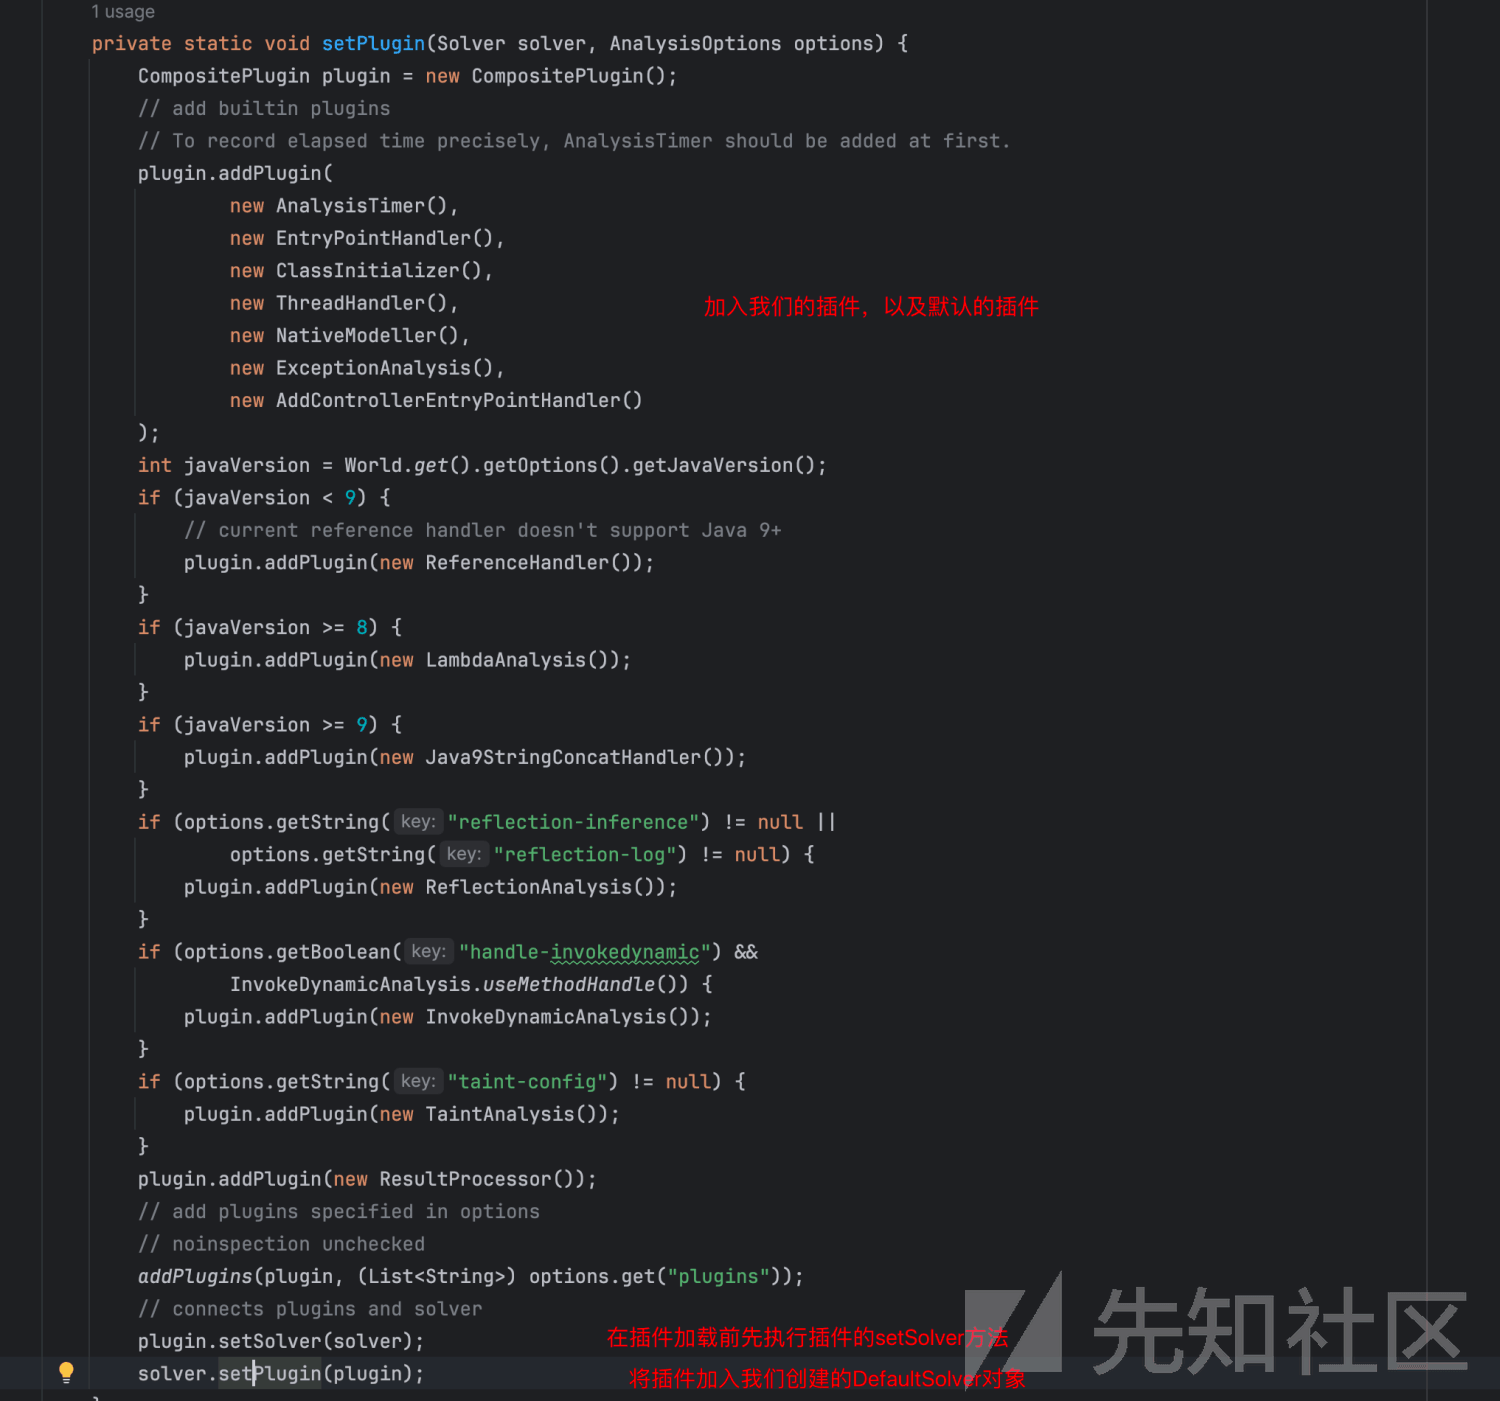 1 usage
private static void setPlugin(Solver solver, AnalysisOptions options) {
CompositePlugin plugin = new CompositePlugin();
// add builtin plugins
// To record elapsed time precisely, AnalysisTimer should be added at first.
plugin.addPlugin(
new AnalysisTimer(),
new EntryPointHandler(),
new ClassInitializer(),
new ThreadHandler(),
加入我们的插件，以及默认的插件
new NativeModeller(),
new ExceptionAnalysis(),
new AddControllerEntryPointHandler()
);
int javaVersion = World.get().getOptions().getJavaVersion();
if (javaVersion < 9) {
// current reference handler doesn't support Java 9+
plugin.addPlugin(new ReferenceHandler());
}
if (javaVersion >= 8) {
plugin.addPlugin(new LambdaAnalysis());
}
if (javaVersion >= 9) {
plugin.addPlugin(new Java9StringConcatHandler());
}
if (options.getString( key: "reflection-inference") != null ||
options.getString( key: "reflection-log") != null) {
plugin.addPlugin(new ReflectionAnalysis());
}
if (options.getBoolean( key: "handle-invokedynamic") &&
InvokeDynamicAnalysis.useMethodHandle()) {
plugin.addPlugin(new InvokeDynamicAnalysis());
}
if (options.getString( key: "taint-config") != null) {
plugin.addPlugin(new TaintAnalysis());
}
plugin.addPlugin(new ResultProcessor());
// add plugins specified in options
// noinspection unchecked
addPlugins(plugin, (List<String>) options.get("plugins"));
// connects plugins and solver
plugin.setSolver(solver);
在插件加载前先执行插件的setSolver方法
solver.setPlugin(plugin);
将插件加入我们创建的DefaultSolver对象
先知社区